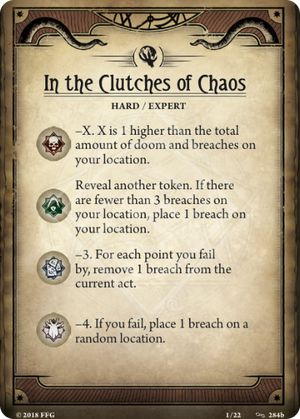 In the Clutches of Chaos
HARD / EXPERT
–X. X is 1 higher than the total
amount of doom and breaches on
your location.
Reveal another token. If there
are fewer than 3 breaches on
your location, place 1 breach on
your location.
–3. For each point you fail
by, remove 1 breach from the
current act.
–4. If you fail, place 1 breach on a
random location.
© 2018 FFG
1/22
284b